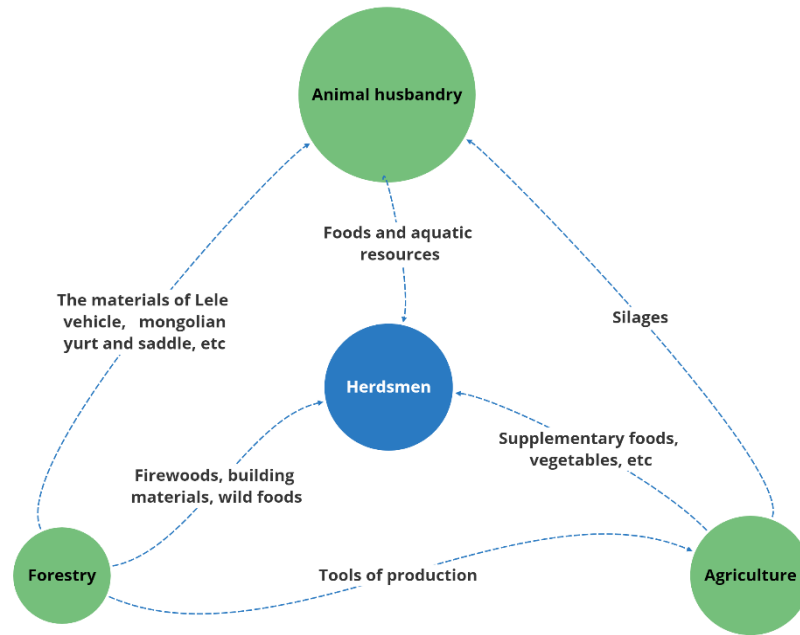 Animal husbandry
Foods and aquatic
resources
The materials of Lele
vehicle, mongolian
yurt and saddle, etc
Silages
Herdsmen
Supplementary foods,
vegetables, etc
Firewoods, building
materials, wild foods
Forestry
Tools of production
Agriculture